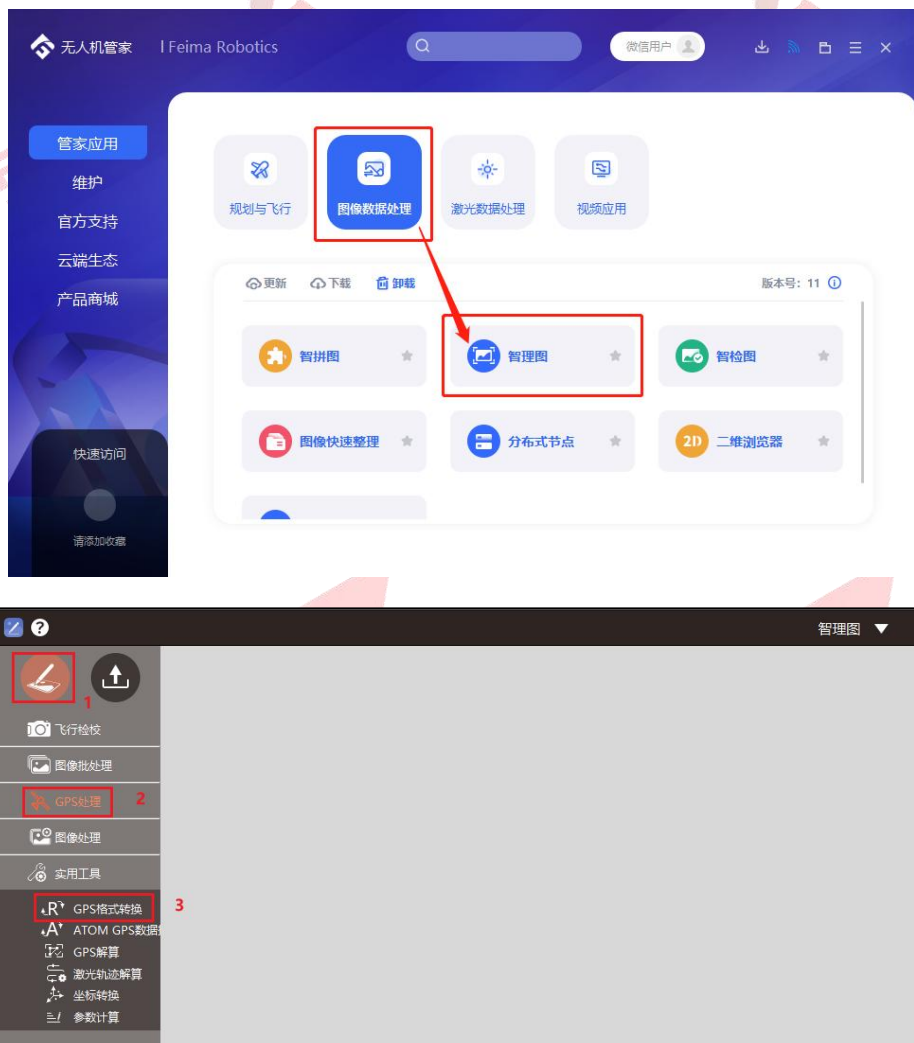 无人机管家 | Feima Robotics 微信用户
管家应用
维护
官方支持
云端生态
产品商城
快速访问
请添加收藏
规划与飞行 图像数据处理 激光数据处理 视频应用
更新 下载 卸载 版本号: 11
智拼图 智理图 智检图
图像快速整理 分布式节点 2D 二维浏览器
智理图
1
飞行检校
图像批处理
GPS处理 2
图像处理
实用工具
R GPS格式转换 3
A ATOM GPS数据
GPS解算
激光轨迹解算
坐标转换
参数计算